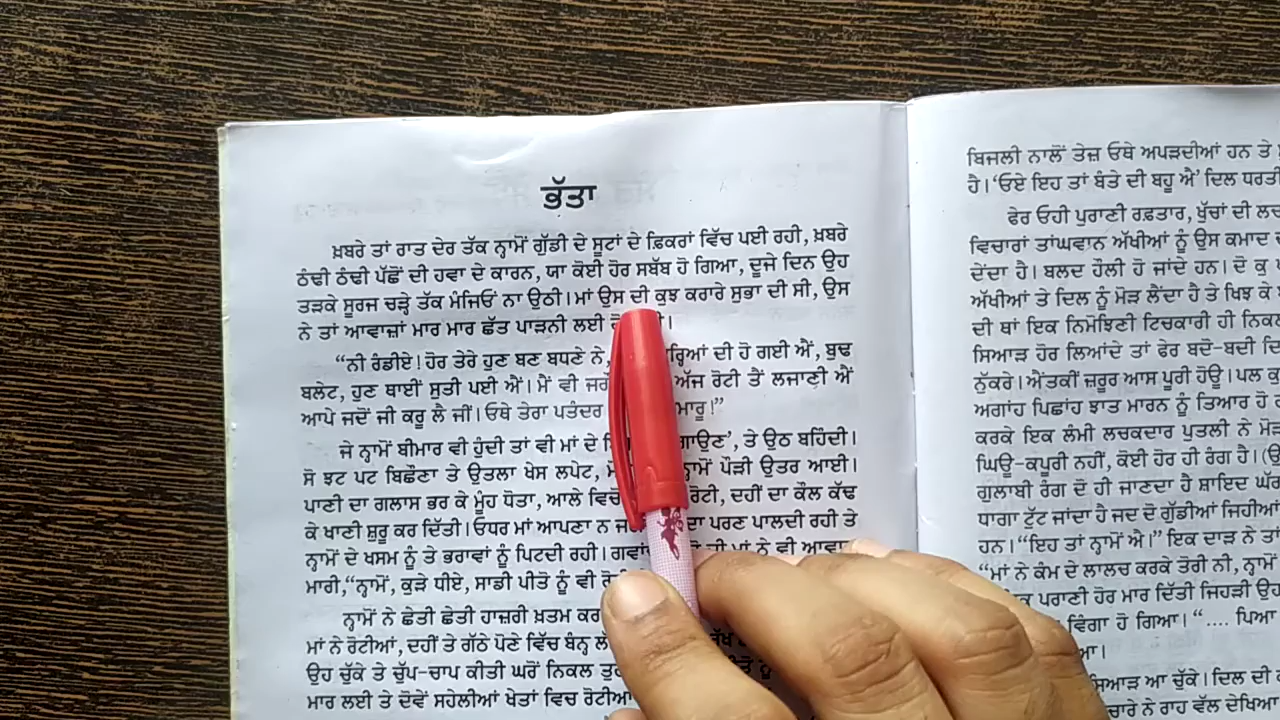 ਭੱਤਾ
ਖ਼ਬਰੇ ਤਾਂ ਰਾਤ ਦੇਰ ਤੱਕ ਨ੍ਹਾਮੋਂ ਗੁੱਡੀ ਦੇ ਸੂਟਾਂ ਦੇ ਫ਼ਿਕਰਾਂ ਵਿੱਚ ਪਈ ਰਹੀ, ਖ਼ਬਰੇ
ਠੰਢੀ ਠੰਢੀ ਪੱਛੋਂ ਦੀ ਹਵਾ ਦੇ ਕਾਰਨ, ਯਾ ਕੋਈ ਹੋਰ ਸਬੱਬ ਹੋ ਗਿਆ, ਦੂਜੇ ਦਿਨ ਉਹ
ਤੜਕੇ ਸੂਰਜ ਚੜ੍ਹੇ ਤੱਕ ਮੰਜਿਓਂ ਨਾ ਉਠੀ। ਮਾਂ ਉਸ ਦੀ ਕੁਝ ਕਰਾਰੇ ਸੁਭਾ ਦੀ ਸੀ, ਉਸ
ਨੇ ਤਾਂ ਆਵਾਜ਼ਾਂ ਮਾਰ ਮਾਰ ਛੱਤ ਪਾੜਨੀ ਲਈ
“ਨੀ ਰੰਡੀਏ! ਹੋਰ ਤੇਰੇ ਹੁਣ ਬਣ ਬਧਣੇ ਨੇ, ਦੀ ਹੋ ਗਈ ਐਂ, ਬੁਢ
ਬਲੇਟ, ਹੁਣ ਥਾਈਂ ਸੁਤੀ ਪਈ ਐਂ। ਮੈਂ ਵੀ ਅੱਜ ਰੋਟੀ ਤੈਂ ਲਜਾਣੀ ਐਂ
ਆਪੇ ਜਦੋਂ ਜੀ ਕਰੂ ਲੈ ਜੀਂ। ਓਥੇ ਤੇਰਾ ਪਤੰਦਰ ਮਾਰੂ!”
ਜੇ ਨ੍ਹਾਮੋਂ ਬੀਮਾਰ ਵੀ ਹੁੰਦੀ ਤਾਂ ਵੀ ਮਾਂ ਦੇ ਤੇ ਉਠ ਬਹਿੰਦੀ।
ਸੋ ਝਟ ਪਟ ਬਿਛੌਣਾ ਤੇ ਉਤਲਾ ਖੇਸ ਲਪੇਟ, ਨ੍ਹਾਮੋਂ ਪੌੜੀ ਉਤਰ ਆਈ।
ਪਾਣੀ ਦਾ ਗਲਾਸ ਭਰ ਕੇ ਮੂੰਹ ਧੋਤਾ, ਆਲੇ ਰੋਟੀ, ਦਹੀਂ ਦਾ ਕੌਲ ਕੱਢ
ਕੇ ਖਾਣੀ ਸ਼ੁਰੂ ਕਰ ਦਿੱਤੀ। ਓਧਰ ਮਾਂ ਆਪਣਾ ਦਾ ਪਰਣ ਪਾਲਦੀ ਰਹੀ ਤੇ
ਨ੍ਹਾਮੋਂ ਦੇ ਖਸਮ ਨੂੰ ਤੇ ਭਰਾਵਾਂ ਨੂੰ ਪਿਟਦੀ ਰਹੀ। ਮਾਂ ਨੇ ਵੀ
ਮਾਰੀ,“ਨ੍ਹਾਮੋਂ, ਕੁੜੇ ਧੀਏ, ਸਾਡੀ ਪੀਤੋ ਨੂੰ ਵੀ
ਨ੍ਹਾਮੋਂ ਨੇ ਛੇਤੀ ਛੇਤੀ ਹਾਜ਼ਰੀ ਖ਼ਤਮ
ਮਾਂ ਨੇ ਰੋਟੀਆਂ, ਦਹੀਂ ਤੇ ਗੱਠੇ ਪੋਣੇ ਵਿੱਚ ਬੰਨ੍ਹ
ਉਹ ਚੁੱਕੇ ਤੇ ਚੁੱਪ-ਚਾਪ ਕੀਤੀ ਘਰੋਂ ਨਿਕਲ
ਮਾਰ ਲਈ ਤੇ ਦੋਵੇਂ ਸਹੇਲੀਆਂ ਖੇਤਾਂ ਵਿਚ
ਬਿਜਲੀ ਨਾਲੋਂ ਤੇਜ਼ ਓਥੇ ਅਪੜਦੀਆਂ ਹਨ ਤੇ
ਹੈ। ‘ਓਏ ਇਹ ਤਾਂ ਬੰਤੇ ਦੀ ਬਹੂ ਐ’ ਦਿਲ
ਫੇਰ ਓਹੀ ਪੁਰਾਣੀ ਰਫ਼ਤਾਰ, ਖੁੱਚਾਂ ਦੀ
ਵਿਚਾਰਾਂ ਤਾਂਘਵਾਨ ਅੱਖੀਆਂ ਨੂੰ ਉਸ ਕਮਾਦ
ਦੇਂਦਾ ਹੈ। ਬਲਦ ਹੌਲੀ ਹੋ ਜਾਂਦੇ ਹਨ। ਦੋ ਕੁ
ਅੱਖੀਆਂ ਤੇ ਦਿਲ ਨੂੰ ਮੋੜ ਲੈਂਦਾ ਹੈ ਤੇ ਖਿਝ ਕੇ
ਦੀ ਥਾਂ ਇਕ ਨਿਮੋਝਿਣੀ ਟਿਚਕਾਰੀ ਹੀ
ਸਿਆੜ ਹੋਰ ਲਿਆਂਦੇ ਤਾਂ ਫੇਰ ਬਦੋ-ਬਦੀ
ਨੁੱਕਰੇ। ਐਤਕੀਂ ਜ਼ਰੂਰ ਆਸ ਪੂਰੀ ਹੋਊ। ਪਲ
ਅਗਾਂਹ ਪਿਛਾਂਹ ਝਾਤ ਮਾਰਨ ਨੂੰ ਤਿਆਰ ਹੋ
ਕਰਕੇ ਇਕ ਲੰਮੀ ਲਚਕਦਾਰ ਪੁਤਲੀ ਨੇ
ਘਿਊ-ਕਪੂਰੀ ਨਹੀਂ, ਕੋਈ ਹੋਰ ਹੀ ਰੰਗ ਹੈ।
ਗੁਲਾਬੀ ਰੰਗ ਦੋ ਹੀ ਜਾਣਦਾ ਹੈ ਸ਼ਾਇਦ
ਧਾਗਾ ਟੁੱਟ ਜਾਂਦਾ ਹੈ ਜਦ ਦੋ ਗੁੱਡੀਆਂ ਜਿਹੀਆਂ
ਹਨ। “ਇਹ ਤਾਂ ਨ੍ਹਾਮੋਂ ਐ।” ਇਕ ਦਾੜ ਨੇ ਤਾਂ
“ਮਾਂ ਨੇ ਕੰਮ ਦੇ ਲਾਲਚ ਕਰਕੇ ਤੋਰੀ ਨੀ, ਨ੍ਹਾਮੋਂ
ਪਰਾਣੀ ਹੋਰ ਮਾਰ ਦਿੱਤੀ ਜਿਹੜੀ
ਵਿੰਗਾ ਹੋ ਗਿਆ। “ .... ਪਿਆ
ਆ ਚੁੱਕੇ। ਦਿਲ ਦੀ
ਨੇ ਰਾਹ ਵੱਲ ਦੇਖਿਆ